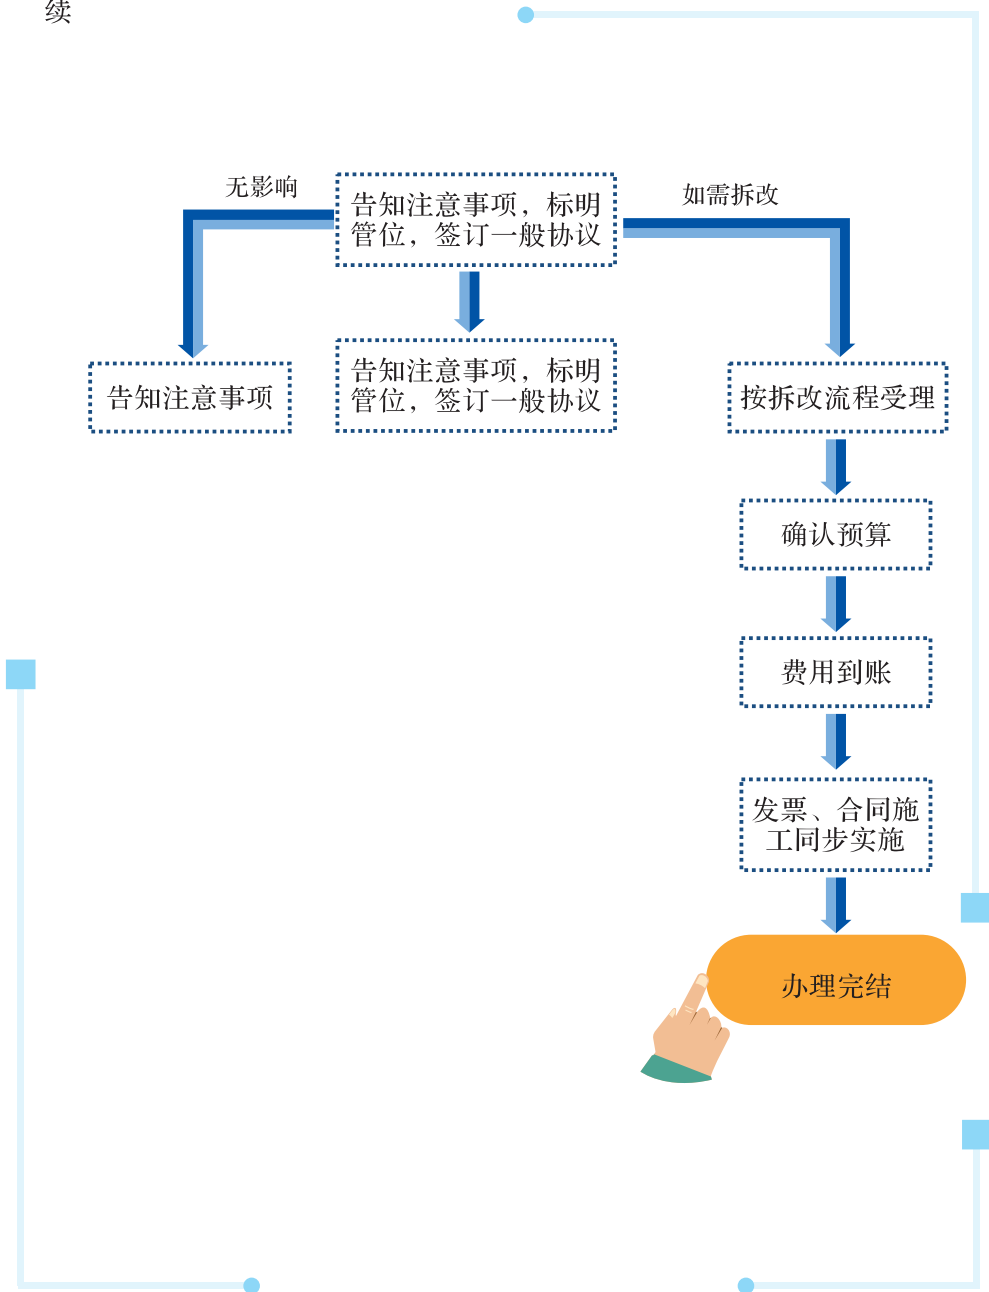 续
无影响
告知注意事项，标明
管位，签订一般协议
如需拆改
告知注意事项
告知注意事项，标明
管位，签订一般协议
按拆改流程受理
确认预算
费用到账
发票、合同施
工同步实施
办理完结